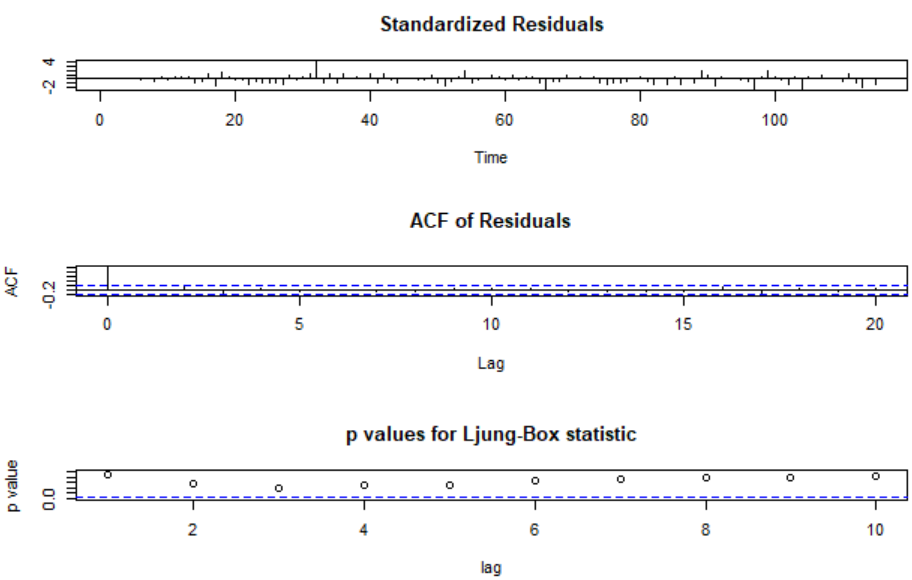 Standardized Residuals
4
-2
0 20 40 60 80 100
Time
ACF of Residuals
ACF
-0.2
0 5 10 15 20
Lag
p values for Ljung-Box statistic
p value
0.0
2 4 6 8 10
lag